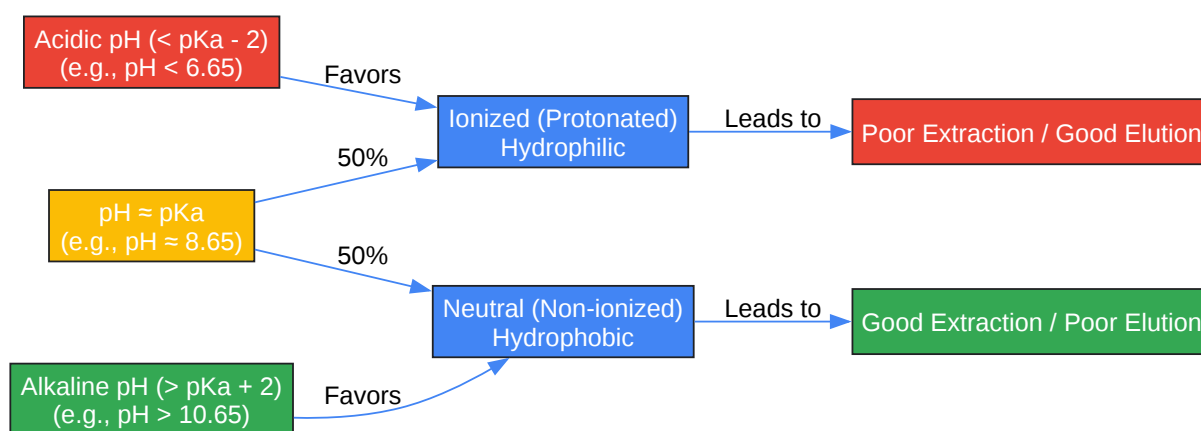 Acidic pH (< pKa - 2)
(e.g., pH < 6.65)
Favors
Ionized (Protonated)
Hydrophilic
Leads to
Poor Extraction / Good Elution
50%
pH ≈ pKa
(e.g., pH ≈ 8.65)
50%
Neutral (Non-ionized)
Hydrophobic
Leads to
Good Extraction / Poor Elution
Alkaline pH (> pKa + 2)
(e.g., pH > 10.65)
Favors